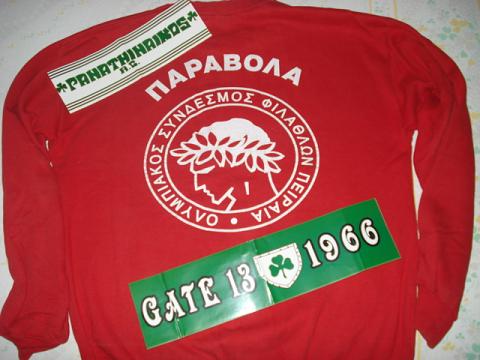 PANATHINAIKOS
A.O.
ΠΑΡΑΒΟΛΑ
ΟΛΥΜΠΙΑΚΟΣ ΣΥΝΔΕΣΜΟΣ ΦΙΛΑΘΛΩΝ ΠΕΙΡΑΙΑ
GATE 13 1966